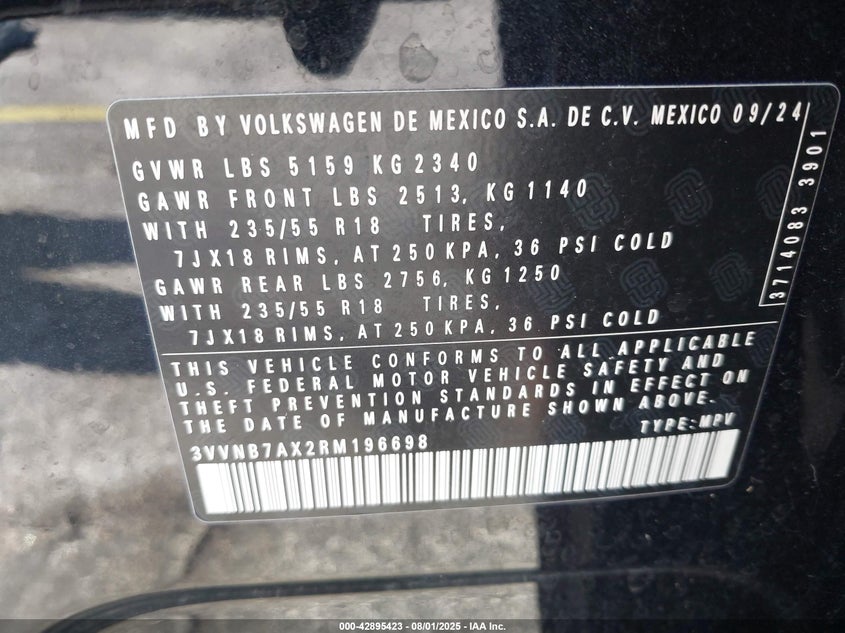 MFD BY VOLKSWAGEN DE MEXICO S.A. DE C.V. MEXICO 09/24
GVWR LBS 5159 KG 2340
GAWR FRONT LBS 2513, KG 1140
WITH 235/55 R18 TIRES,
7JX18 RIMS, AT 250 KPA, 36 PSI COLD
GAWR REAR LBS 2756, KG 1250
WITH 235/55 R18 TIRES,
7JX18 RIMS, AT 250 KPA, 36 PSI COLD
3714083 3901
THIS VEHICLE CONFORMS TO ALL APPLICABLE
U.S. FEDERAL MOTOR VEHICLE SAFETY AND
THEFT PREVENTION STANDARDS IN EFFECT ON
THE DATE OF MANUFACTURE SHOWN ABOVE.
3VVNB7AX2RM196698 TYPE: MPV
000-42895423 - 08/01/2025 - IAA Inc.